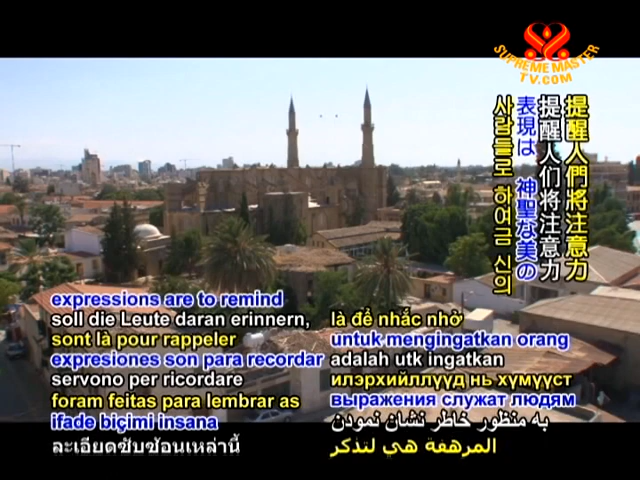 SUPREME MASTER
TV.COM
提醒人們將注意力
提醒人们将注意力
表現は 神聖な美の
사람들로 하여금 신의
expressions are to remind
soll die Leute daran erinnern,
sont là pour rappeler
expresiones son para recordar
servono per ricordare
foram feitas para lembrar as
ifade biçimi insana
ละเอียดซับซ้อนเหล่านี้
là để nhắc nhở
untuk mengingatkan orang
adalah utk ingatkan
илэрхийллүүд нь хүмүүст
выражения служат людям
به منظور خاطر نشان نمودن
المرهفة هي لتذكر